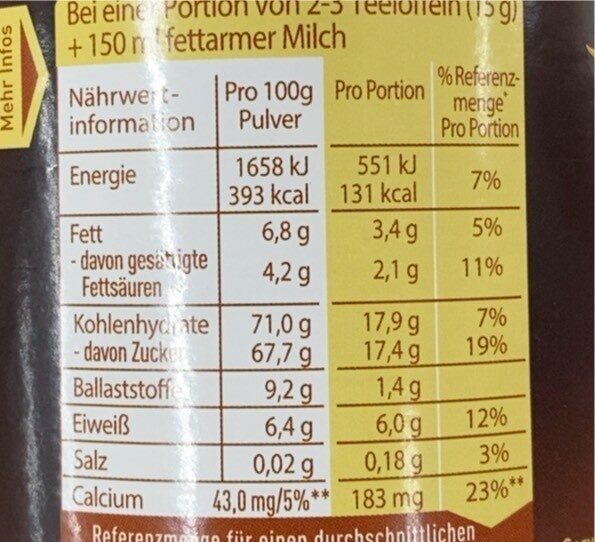 Mehr Infos
Bei einer Portion von 2-3 Teelöffeln (15 g)
+ 150 ml fettarmer Milch
Nährwert-
information
Pro 100g
Pulver
Pro Portion
% Referenz-
menge*
Pro Portion
Energie 1658 kJ 551 kJ 7%
393 kcal 131 kcal
Fett 6,8 g 3,4 g 5%
- davon gesättigte
Fettsäuren 4,2 g 2,1 g 11%
Kohlenhydrate 71,0 g 17,9 g 7%
- davon Zucker 67,7 g 17,4 g 19%
Ballaststoffe 9,2 g 1,4 g
Eiweiß 6,4 g 6,0 g 12%
Salz 0,02 g 0,18 g 3%
Calcium 43,0 mg/5%** 183 mg 23%**
* Referenzmenge für einen durchschnittlichen